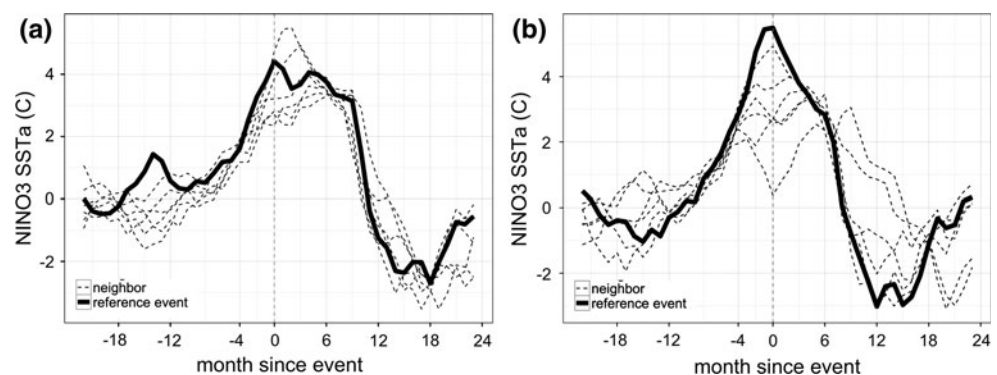 (a)
NINO3 SSTa (C)
4
2
0
-2
neighbor
reference event
-18 -12 -4 0 6 12 18 24
month since event
(b)
NINO3 SSTa (C)
4
2
0
-2
neighbor
reference event
-18 -12 -4 0 6 12 18 24
month since event